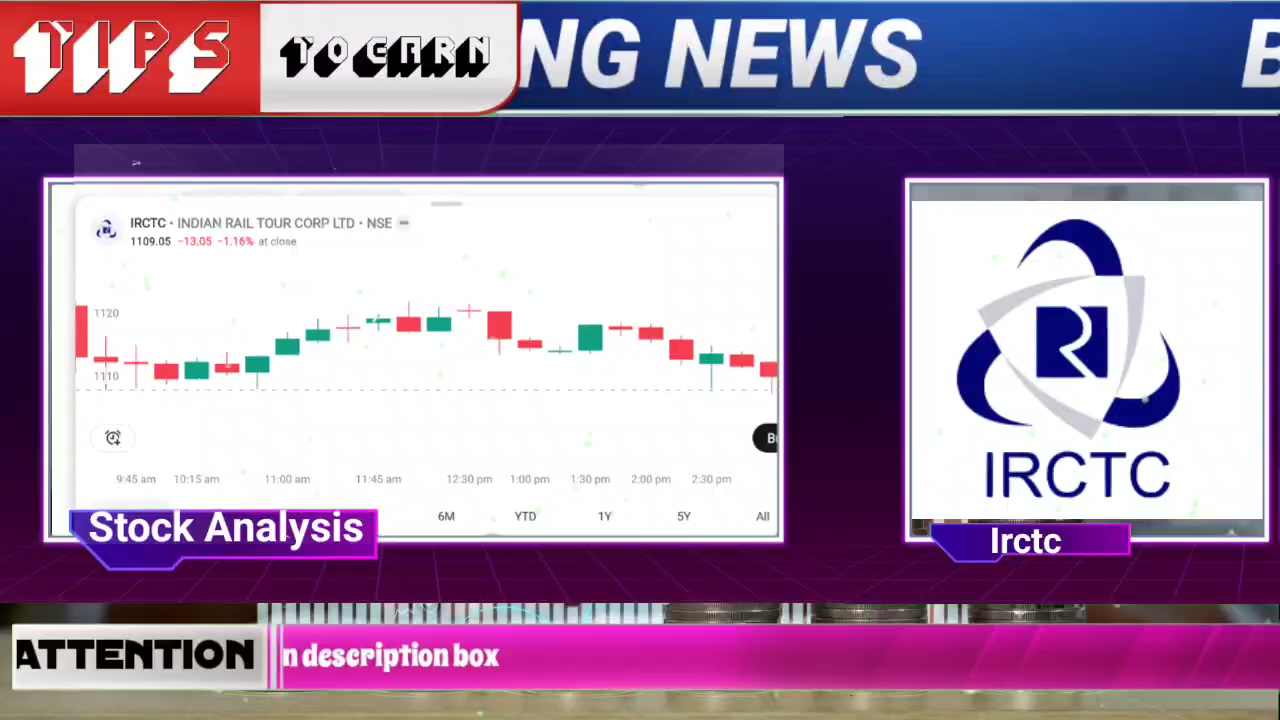 TIPS
TO EARN
NG NEWS
B
IRCTC • INDIAN RAIL TOUR CORP LTD • NSE
1109.05 −13.05 −1.16% at close
1120
1110
B
9:45 am 10:15 am 11:00 am 11:45 am 12:30 pm 1:00 pm 1:30 pm 2:00 pm 2:30 pm
6M YTD 1Y 5Y All
Stock Analysis
R
IRCTC
Irctc
ATTENTION
n description box